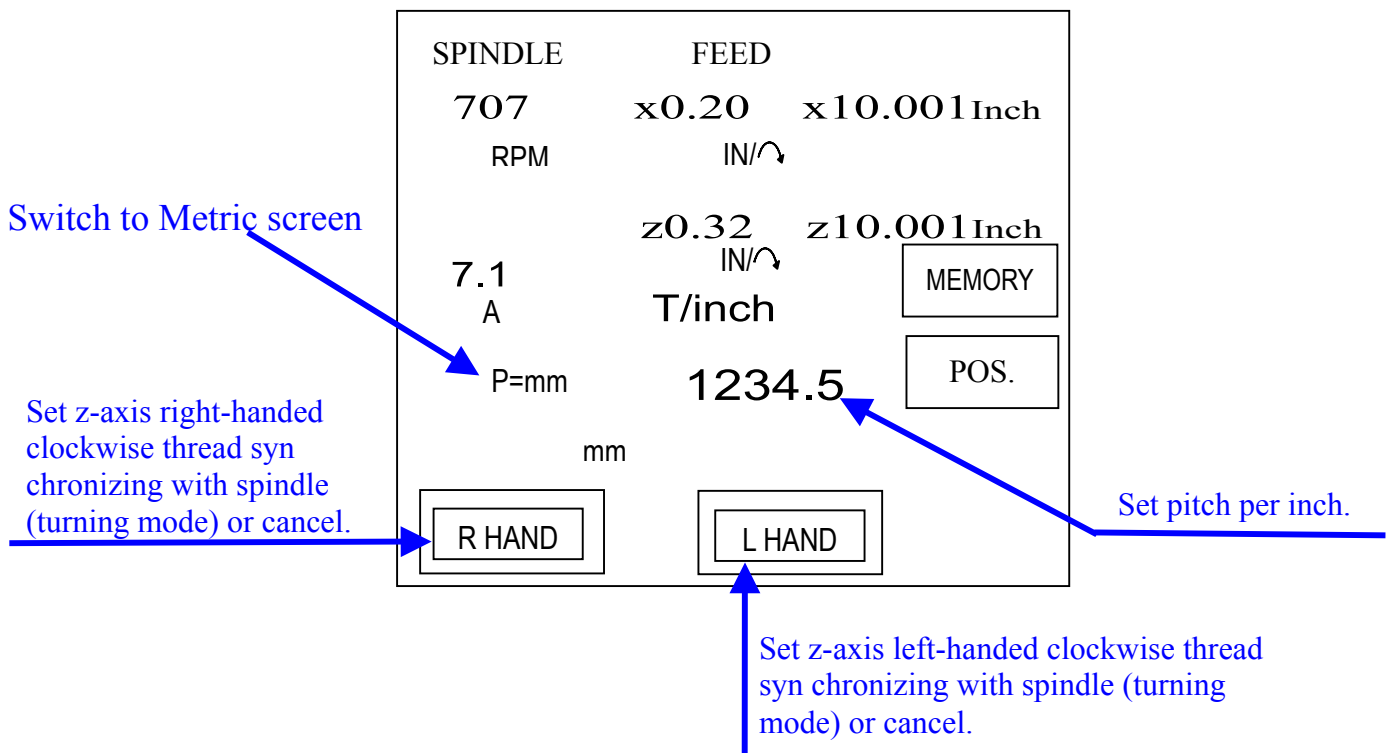 SPINDLE FEED
707 x0.20 x10.001Inch
RPM IN/
Switch to Metric screen
z0.32 z10.001Inch
IN/
7.1
A
T/inch
MEMORY
P=mm
1234.5
POS.
Set z-axis right-handed
clockwise thread syn
chronizing with spindle
(turning mode) or cancel.
mm
Set pitch per inch.
R HAND
L HAND
Set z-axis left-handed clockwise thread
syn chronizing with spindle (turning
mode) or cancel.